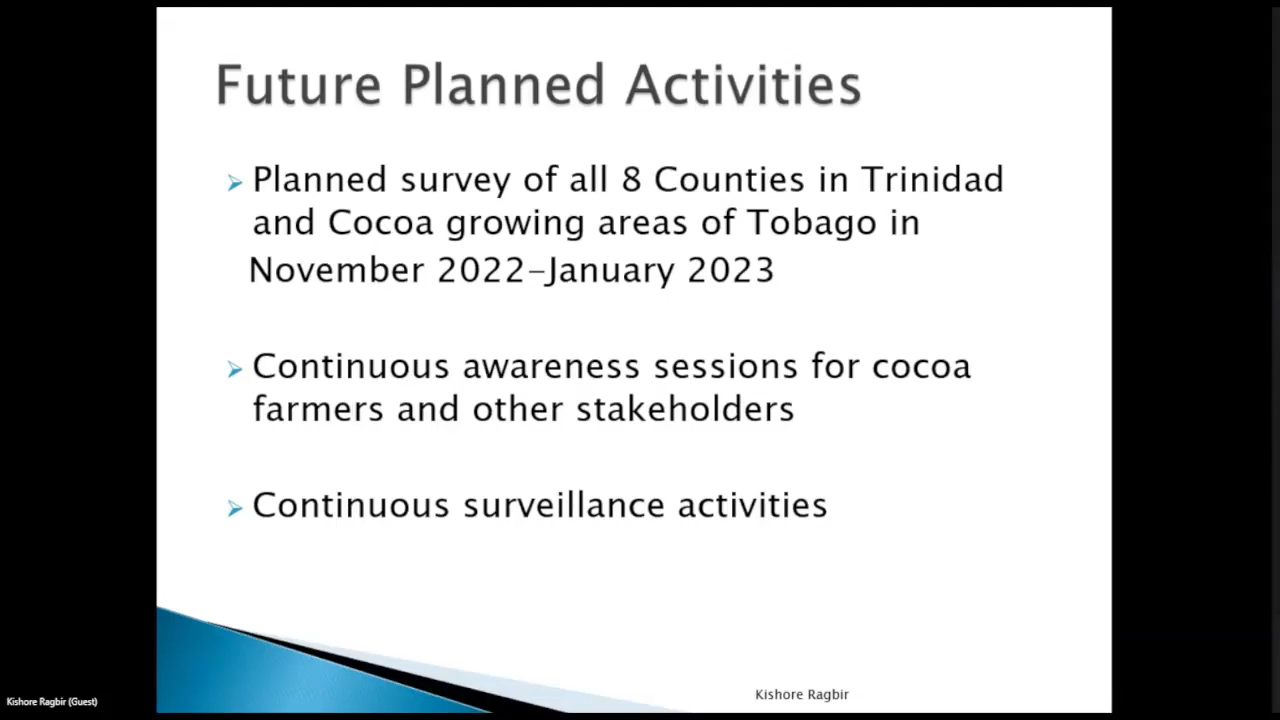 Future Planned Activities
Planned survey of all 8 Counties in Trinidad
and Cocoa growing areas of Tobago in
November 2022-January 2023
Continuous awareness sessions for cocoa
farmers and other stakeholders
Continuous surveillance activities
Kishore Ragbir
Kishore Ragbir (Guest)